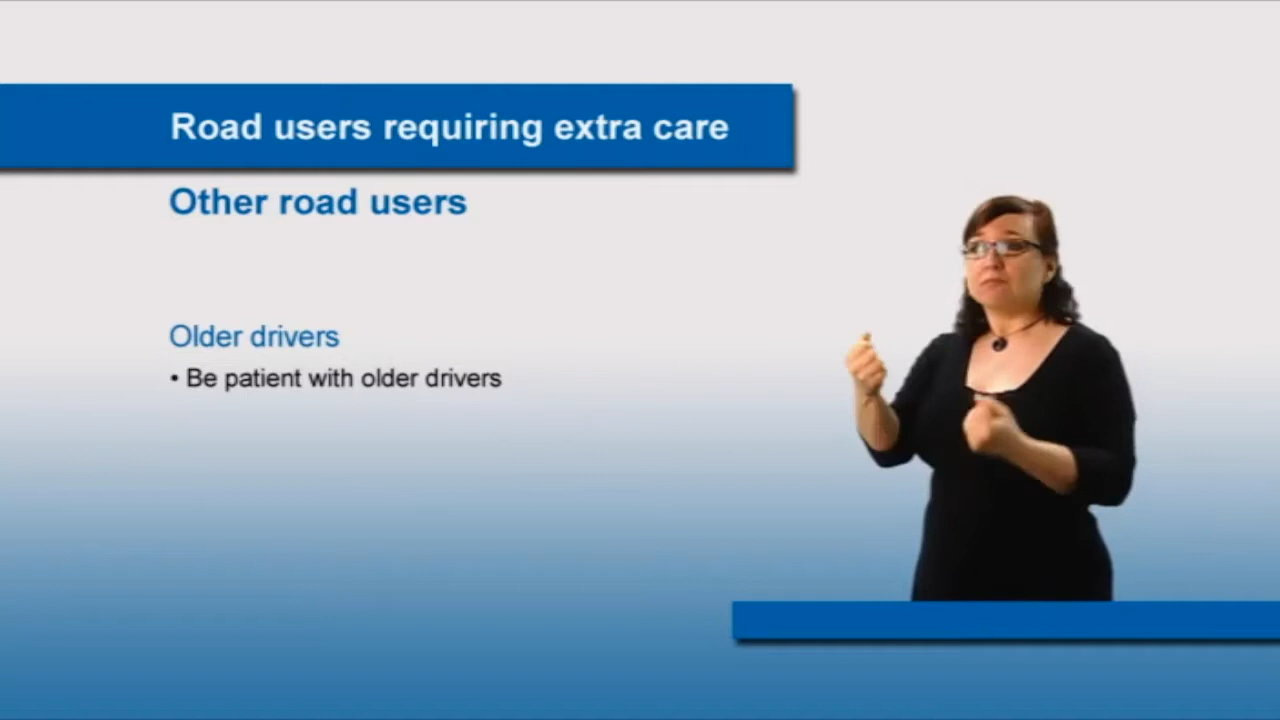 Road users requiring extra care
Other road users
Older drivers
• Be patient with older drivers